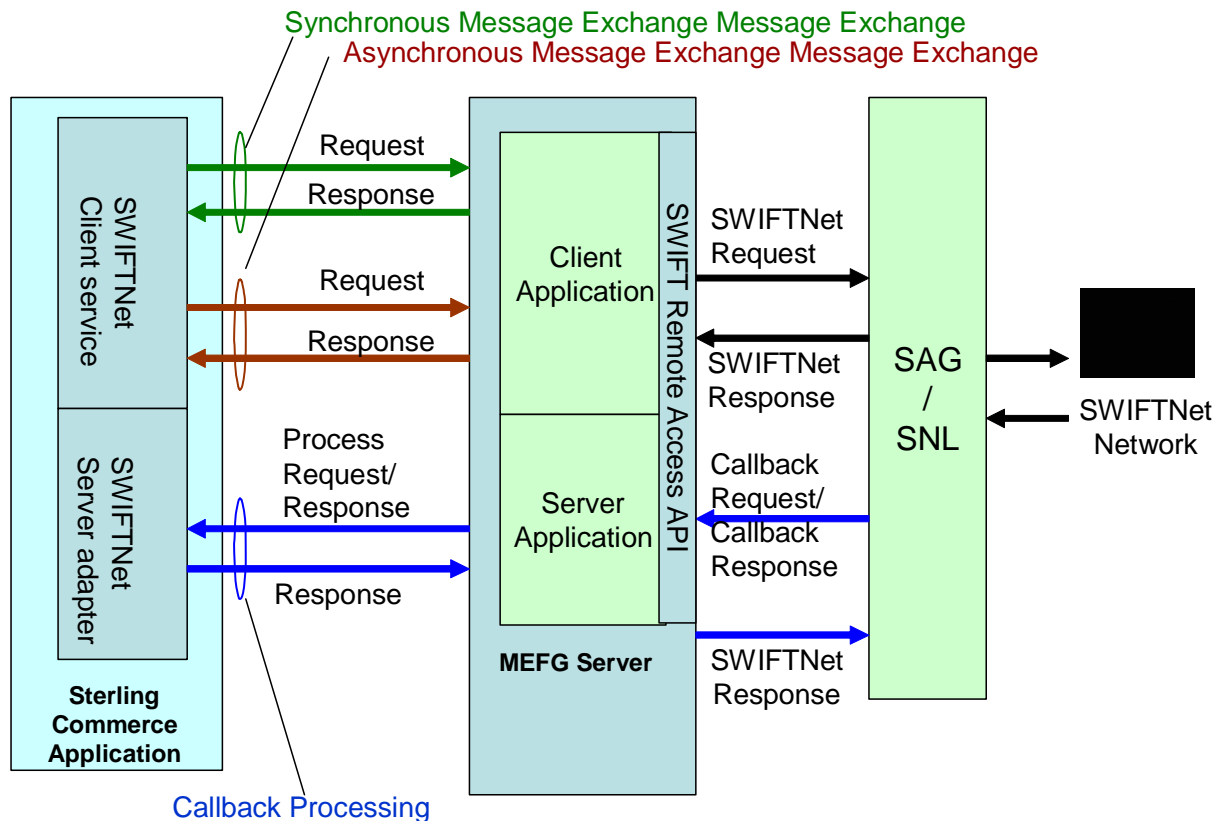 Synchronous Message Exchange Message Exchange
Asynchronous Message Exchange Message Exchange
SWIFTNet
Client service
SWIFTNet
Server adapter
Sterling
Commerce
Application
Request
Response
Request
Response
Process
Request/
Response
Response
Callback Processing
Client
Application
Server
Application
SWIFT Remote Access API
MEFG Server
SWIFTNet
Request
SWIFTNet
Response
Callback
Request/
Callback
Response
SWIFTNet
Response
SAG
/
SNL
SWIFTNet
Network